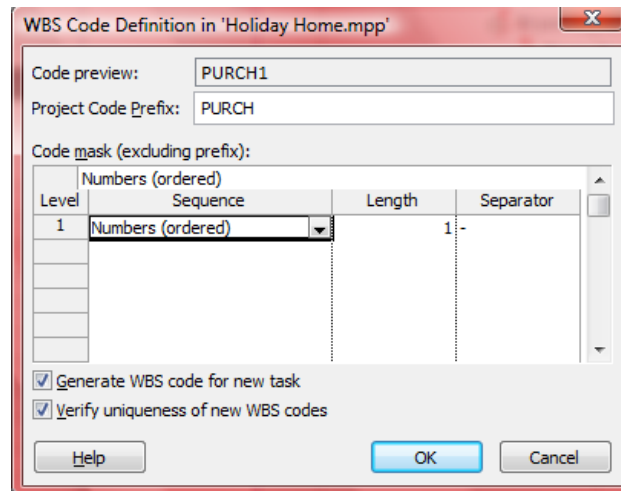 WBS Code Definition in 'Holiday Home.mpp'
x
Code preview: PURCH1
Project Code Prefix: PURCH
Code mask (excluding prefix):
Numbers (ordered)
Level Sequence Length Separator
1 Numbers (ordered) 1 -
Generate WBS code for new task
Verify uniqueness of new WBS codes
Help OK Cancel